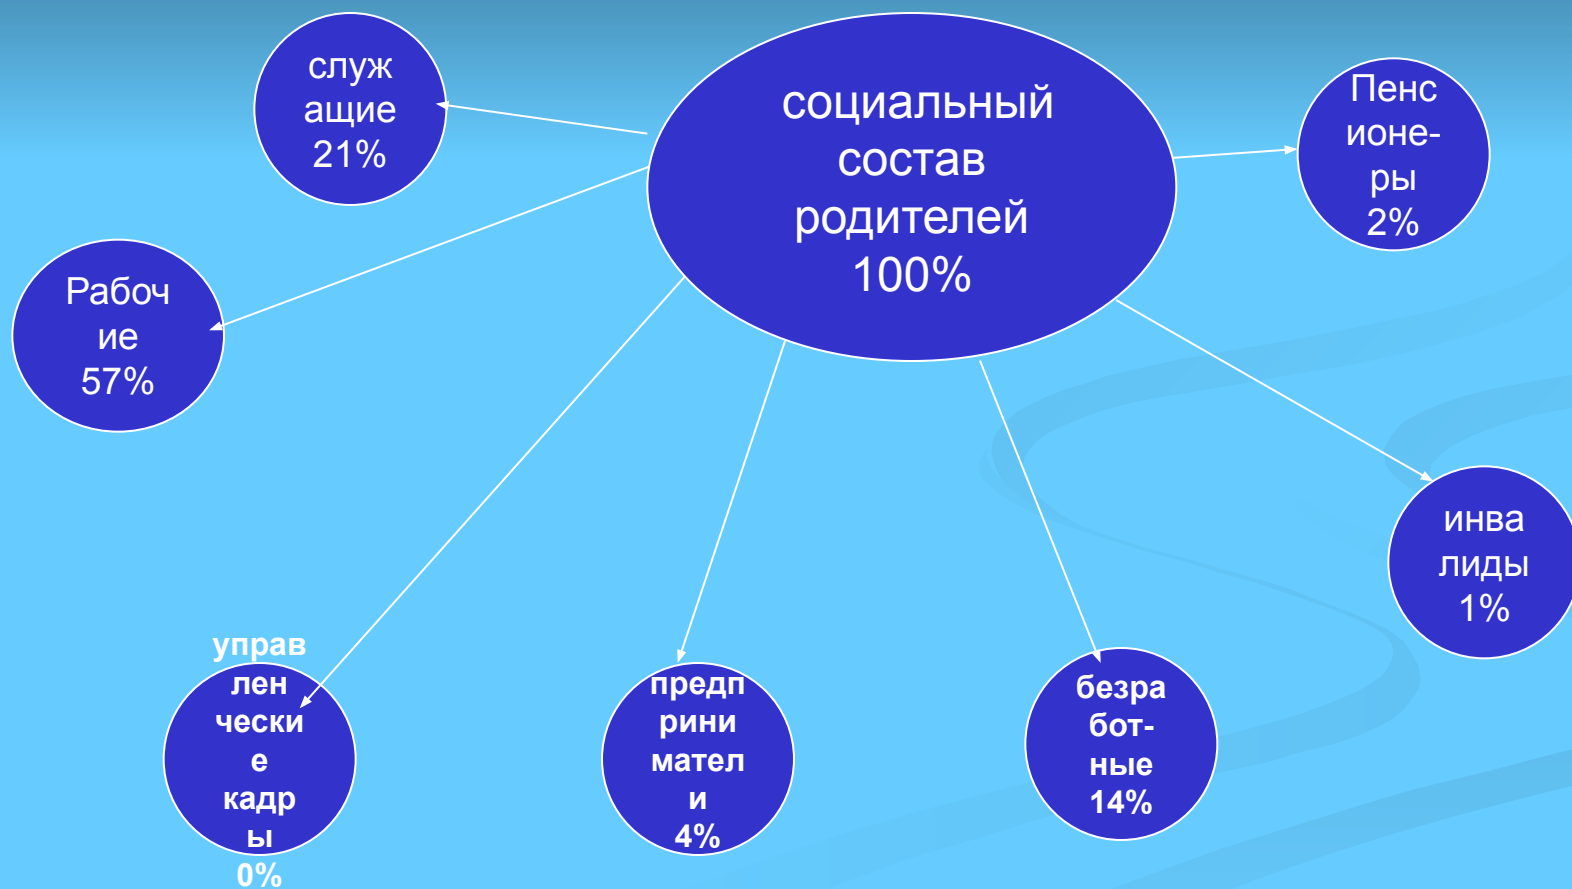 служ
ащие
21%
социальный
состав
родителей
100%
Пенс
ионе-
ры
2%
Рабоч
ие
57%
инва
лиды
1%
управ
лен
чески
е
кадр
ы
0%
предп
рини
мател
и
4%
безра
бот-
ные
14%